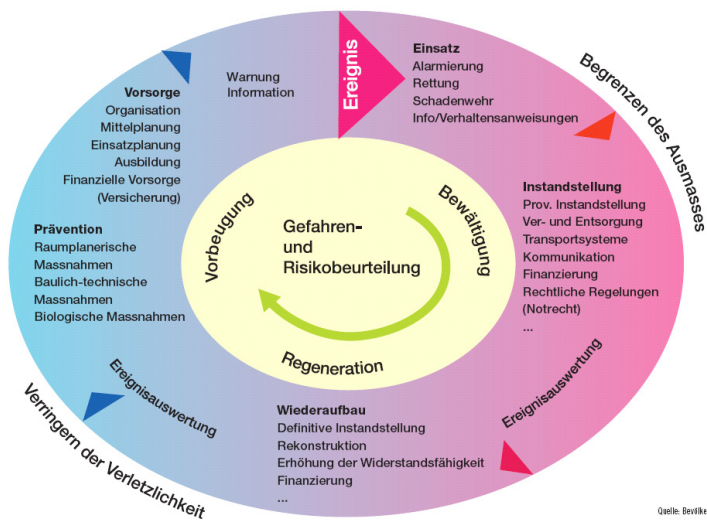 Ereignis
Einsatz
Alarmierung
Rettung
Schadenwehr
Info/Verhaltensanweisungen
Begrenzen des Ausmasses
Instandstellung
Prov. Instandstellung
Ver- und Entsorgung
Transportsysteme
Kommunikation
Finanzierung
Rechtliche Regelungen
(Notrecht)
...
Ereignisauswertung
Wiederaufbau
Definitive Instandstellung
Rekonstruktion
Erhöhung der Widerstandsfähigkeit
Finanzierung
...
Ereignisauswertung
Verringern der Verletzlichkeit
Prävention
Raumplanerische
Massnahmen
Baulich-technische
Massnahmen
Biologische Massnahmen
Vorsorge
Organisation
Mittelplanung
Einsatzplanung
Ausbildung
Finanzielle Vorsorge
(Versicherung)
Warnung
Information
Vorbeugung
Bewältigung
Regeneration
Gefahren-
und
Risikobeurteilung
Quelle: Bevölke